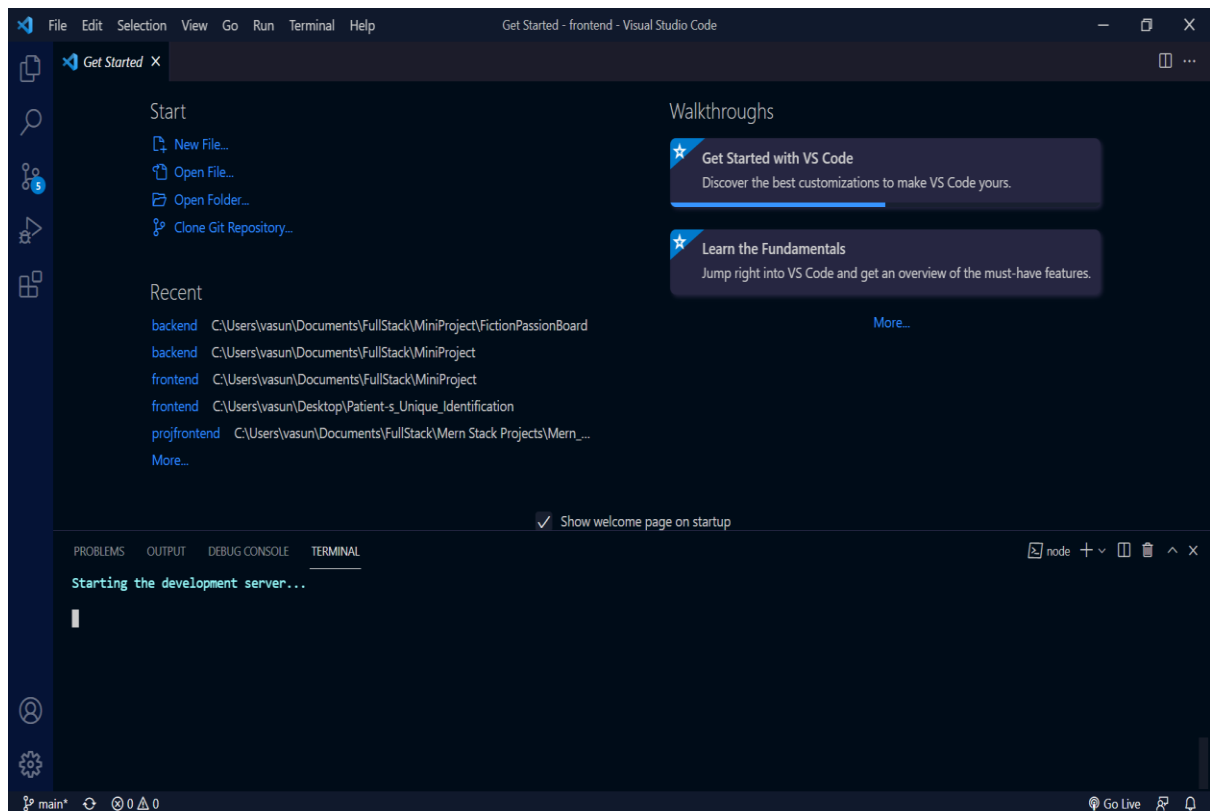 File Edit Selection View Go Run Terminal Help Get Started - frontend - Visual Studio Code
Get Started
Start
New File...
Open File...
Open Folder...
Clone Git Repository...
Recent
backend C:\Users\vasun\Documents\FullStack\MiniProject\FictionPassionBoard
backend C:\Users\vasun\Documents\FullStack\MiniProject
frontend C:\Users\vasun\Documents\FullStack\MiniProject
frontend C:\Users\vasun\Desktop\Patient-s_Unique_Identification
projfrontend C:\Users\vasun\Documents\FullStack\Mern Stack Projects\Mern_...
More...
Walkthroughs
Get Started with VS Code
Discover the best customizations to make VS Code yours.
Learn the Fundamentals
Jump right into VS Code and get an overview of the must-have features.
More...
Show welcome page on startup
5
PROBLEMS OUTPUT DEBUG CONSOLE TERMINAL node
Starting the development server...
main* 0 0 Go Live